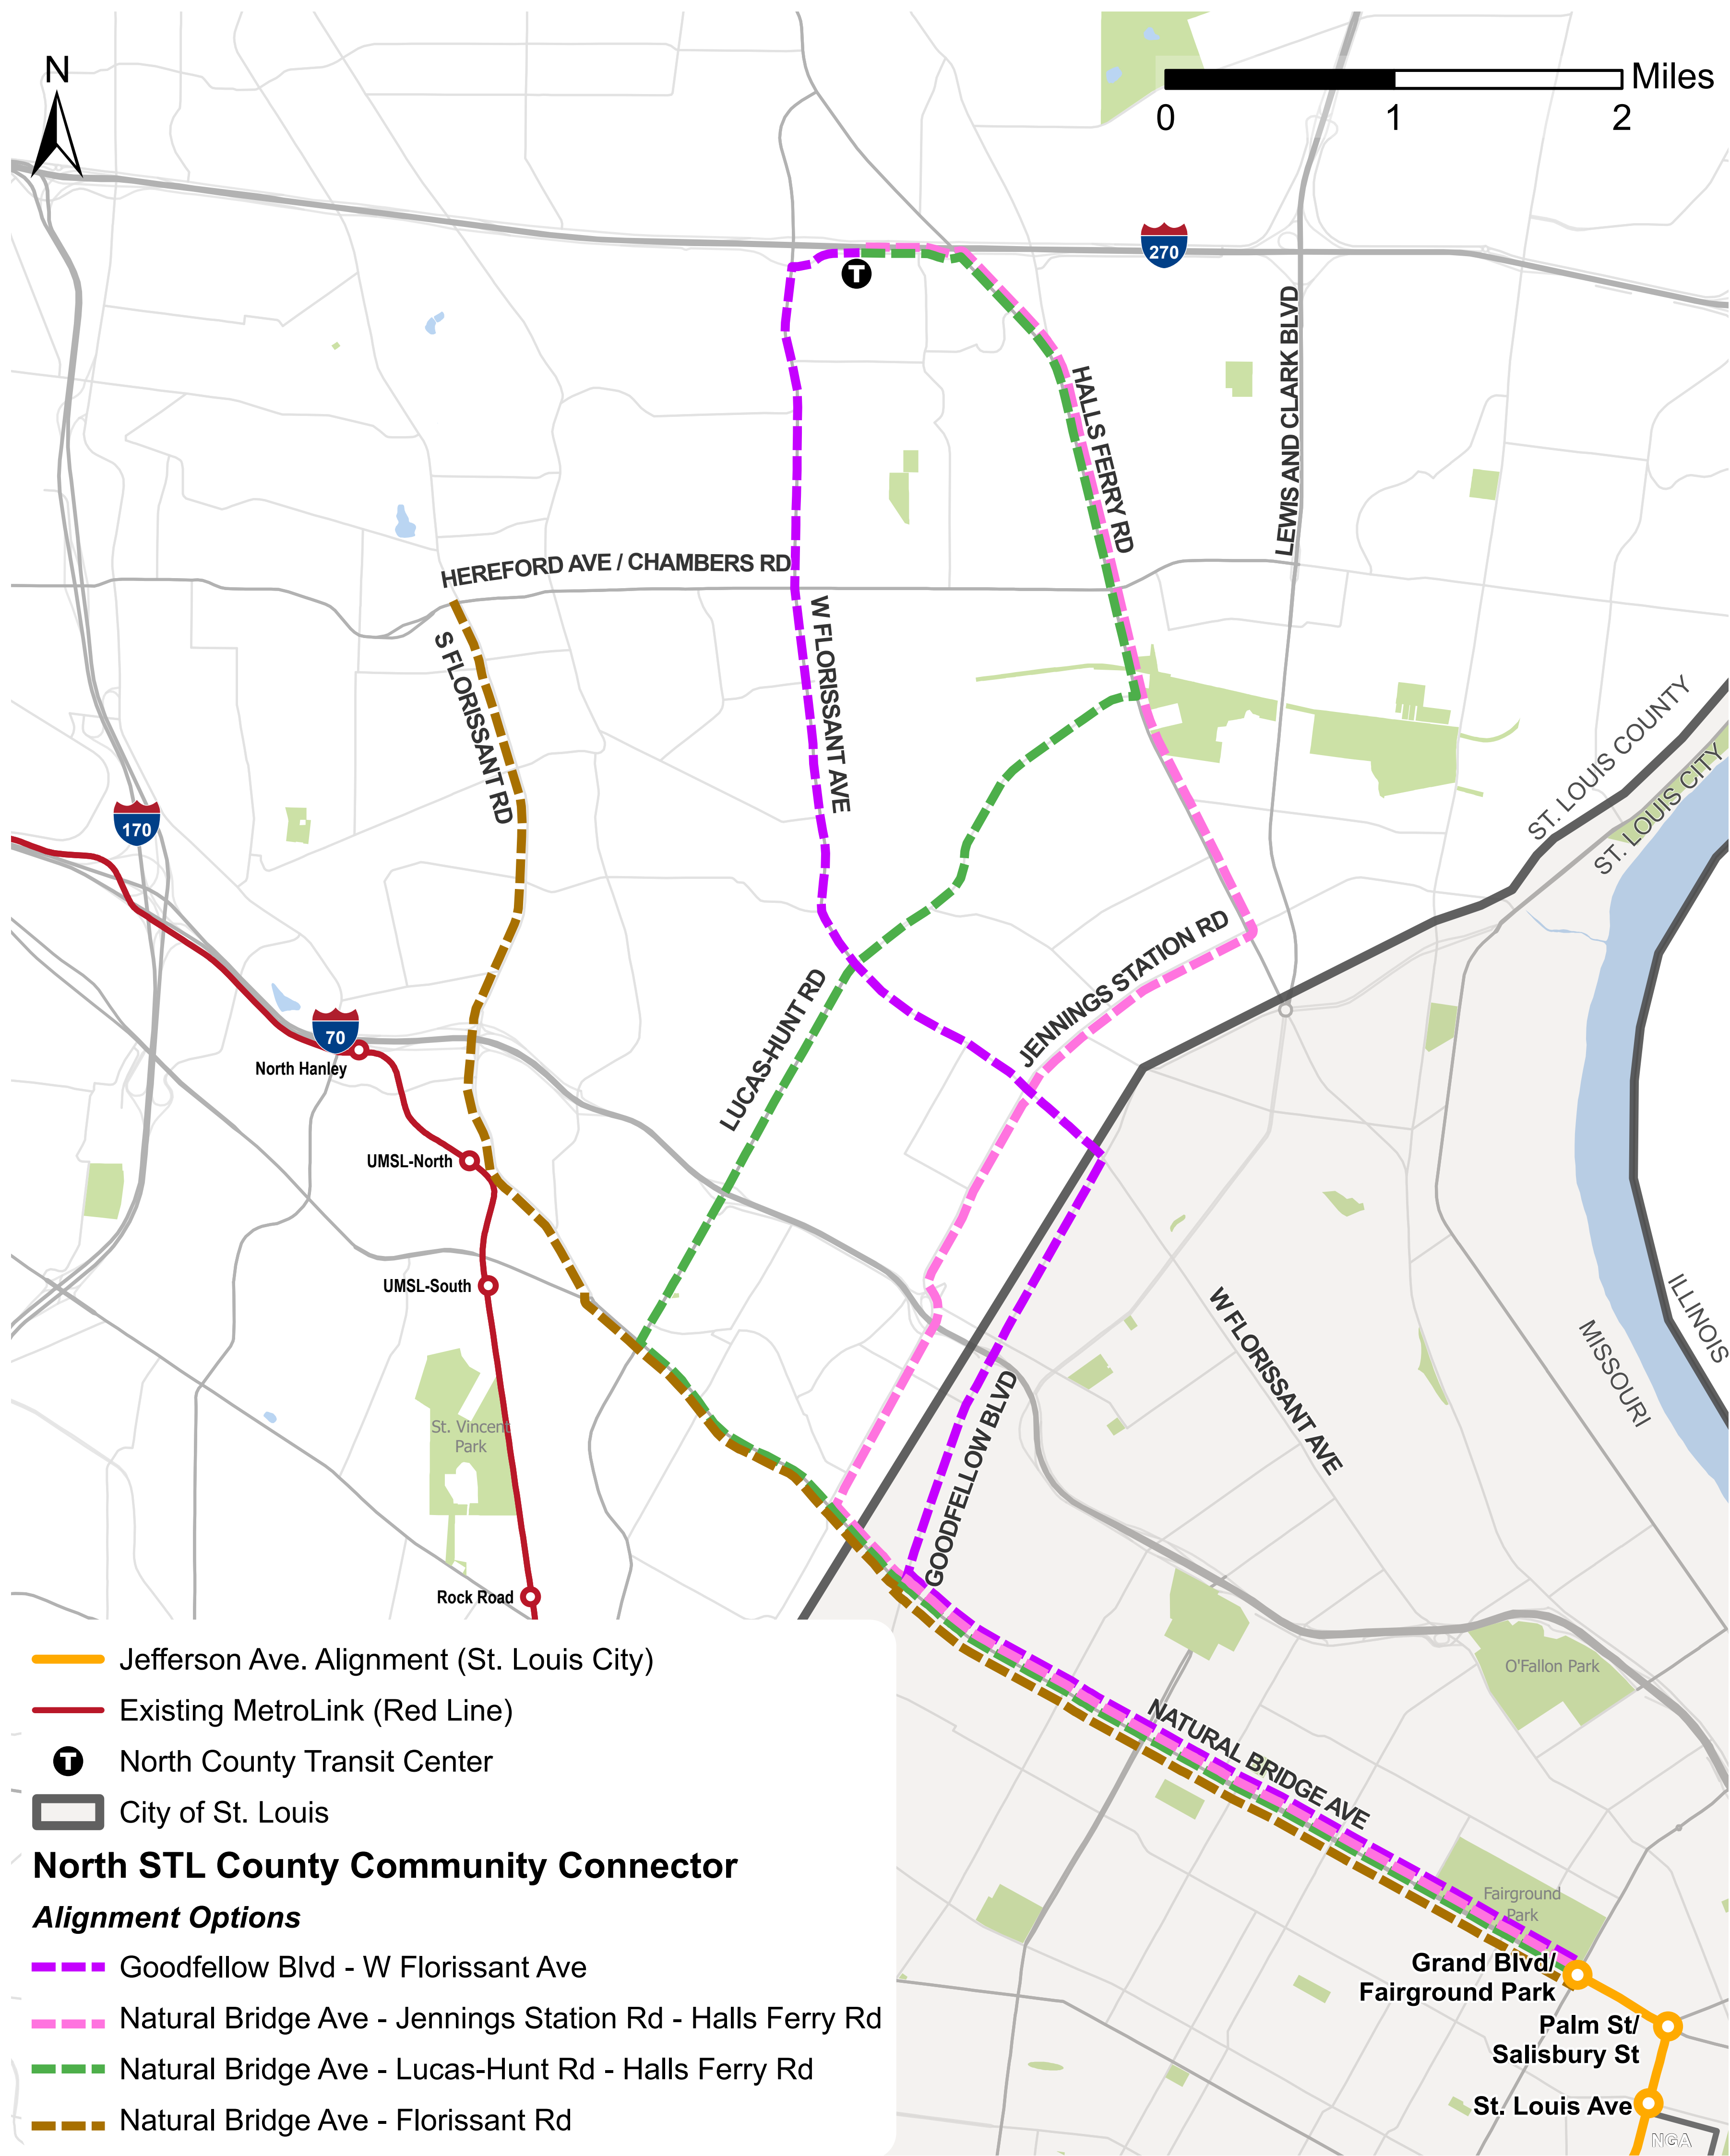 N
Miles
0 1 2
270
HALLS FERRY RD
LEWIS AND CLARK BLVD
HEREFORD AVE / CHAMBERS RD
S FLORISSANT RD
W FLORISSANT AVE
ST. LOUIS COUNTY
ST. LOUIS CITY
170
70
North Hanley
LUCAS-HUNT RD
JENNINGS STATION RD
UMSL-North
UMSL-South
W FLORISSANT AVE
ILLINOIS
MISSOURI
GOODFELLOW BLVD
St. Vincent
Park
Rock Road
O'Fallon Park
NATURAL BRIDGE AVE
Fairground
Park
Grand Blvd/
Fairground Park
Palm St/
Salisbury St
St. Louis Ave
NGA
Jefferson Ave. Alignment (St. Louis City)
Existing MetroLink (Red Line)
T
T North County Transit Center
City of St. Louis
North STL County Community Connector
Alignment Options
Goodfellow Blvd - W Florissant Ave
Natural Bridge Ave - Jennings Station Rd - Halls Ferry Rd
Natural Bridge Ave - Lucas-Hunt Rd - Halls Ferry Rd
Natural Bridge Ave - Florissant Rd